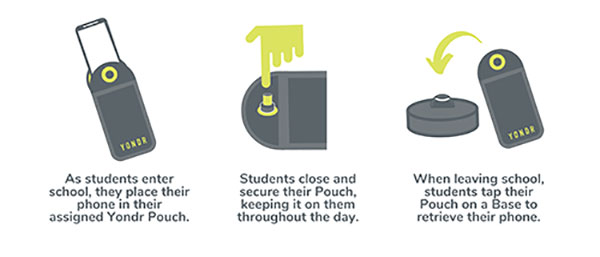 YONDR
As students enter
school, they place their
phone in their
assigned Yondr Pouch.
Students close and
secure their Pouch,
keeping it on them
throughout the day.
YONDR
When leaving school,
students tap their
Pouch on a Base to
retrieve their phone.